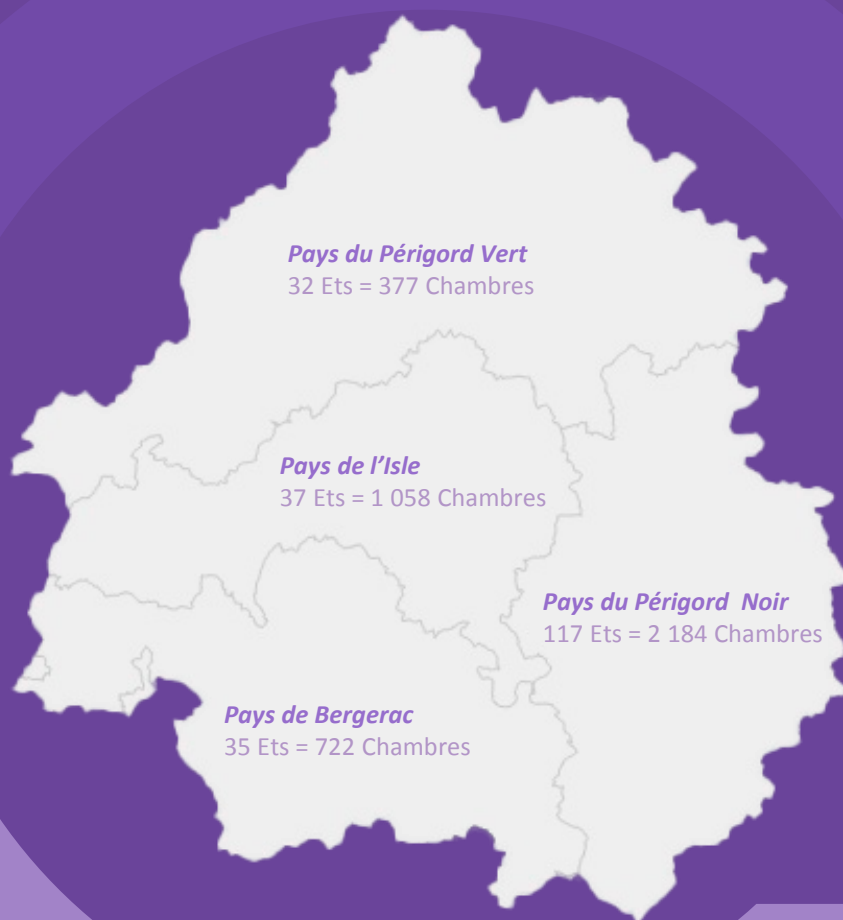 Pays du Périgord Vert
32 Ets = 377 Chambres
Pays de l’Isle
37 Ets = 1 058 Chambres
Pays du Périgord  Noir
117 Ets = 2 184 Chambres
Pays de Bergerac
35 Ets = 722 Chambres